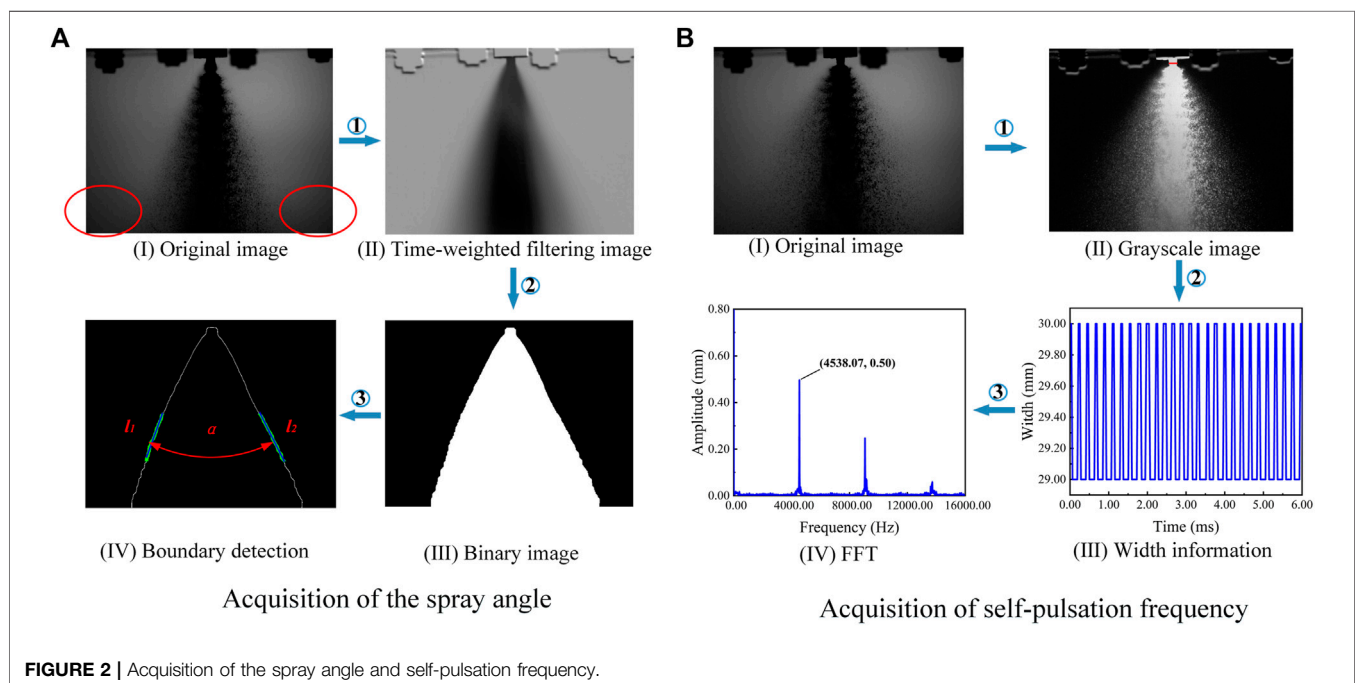 A
①
(I) Original image
(II) Time-weighted filtering image
②
l1
α
l2
③
(IV) Boundary detection
(III) Binary image
Acquisition of the spray angle
B
①
(I) Original image
(II) Grayscale image
②
0.80
0.60
0.40
0.20
0.00
Amplitude (mm)
(4538.07, 0.50)
0.00 4000.00 8000.00 12000.00 16000.00
Frequency (Hz)
(IV) FFT
③
30.00
29.80
29.60
29.40
29.20
29.00
Witdh (mm)
0.00 1.00 2.00 3.00 4.00 5.00 6.00
Time (ms)
(III) Width information
Acquisition of self-pulsation frequency
FIGURE 2 | Acquisition of the spray angle and self-pulsation frequency.